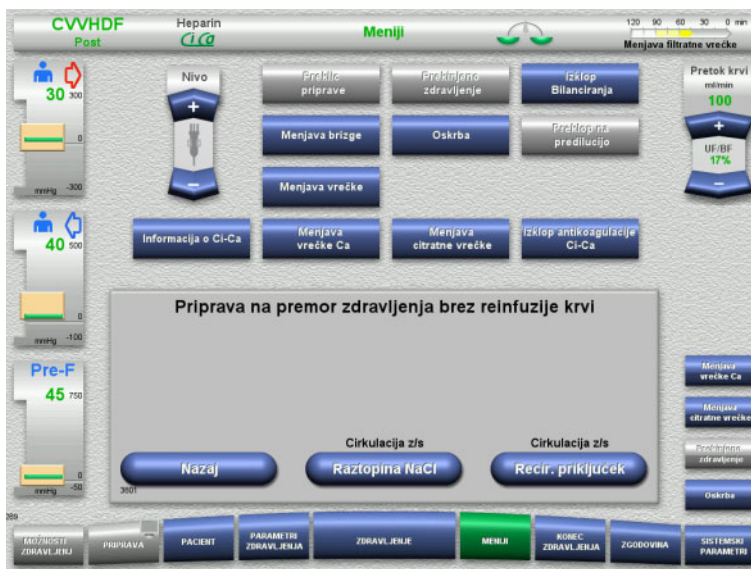 CVVHDF
Post
Heparin
CiCa
Meniji
120 90 60 30 0 min
Menjava filtratne vrečke
30 300
0
mmHg -300
Nivo
+
−
Prekilc
priprave
Prekinjeno
zdravljenje
Izklop
Bilanciranja
Menjava brizge
Oskrba
Preklop na
predilucijo
Menjava vrečke
Pretok krvi
ml/min
100
+
UF/BF
17%
−
40 500
0
mmHg -100
Informacija o Ci-Ca
Menjava
vrečke Ca
Menjava
citratne vrečke
Izklop antikoagulacije
Ci-Ca
Pre-F
45 750
0
mmHg -50
Priprava na premor zdravljenja brez reinfuzije krvi
Cirkulacija z/s
Cirkulacija z/s
Nazaj
Raztopina NaCl
Recir. priključek
3801
Menjava
vrečke Ca
Menjava
citratne vrečke
Prekinjeno
zdravljenje
Oskrba
MOŽNOSTI
ZDRAVLJENJ
PRIPRAVA
PACIENT
PARAMETRI
ZDRAVLJENJA
ZDRAVLJENJE
MENIJI
KONEC
ZDRAVLJENJA
ZGODOVINA
SISTEMSKI
PARAMETRI